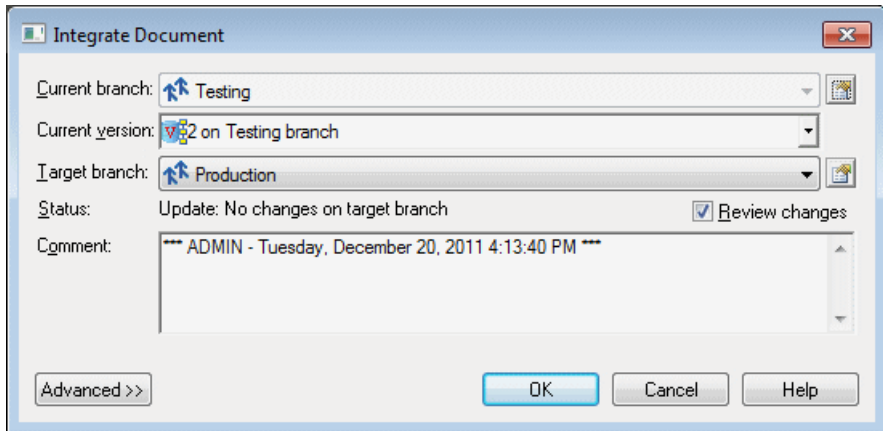 Integrate Document
Current branch: Testing
Current version: 2 on Testing branch
Target branch: Production
Status: Update: No changes on target branch Review changes
Comment: *** ADMIN - Tuesday, December 20, 2011 4:13:40 PM ***
Advanced >> OK Cancel Help